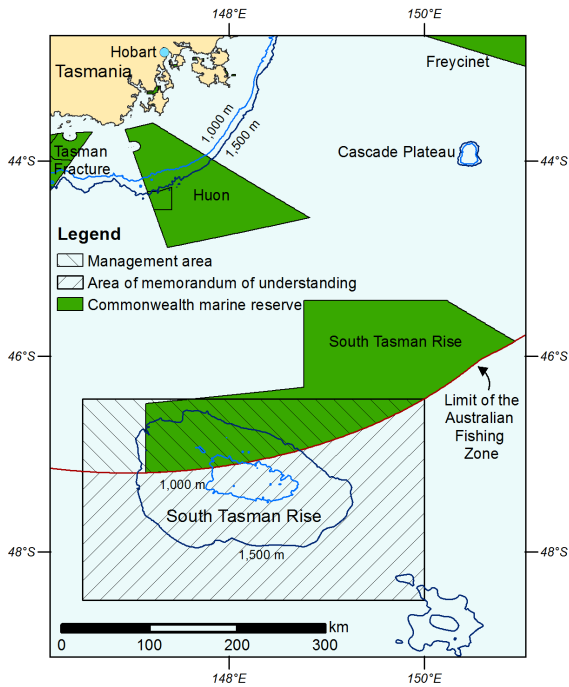 148°E 150°E
Hobart
Tasmania
Freycinet
1,000 m
1,500 m
44°S 44°S
Cascade Plateau
Tasman
Fracture
Huon
Legend
Management area
Area of memorandum of understanding
Commonwealth marine reserve
South Tasman Rise
46°S 46°S
Limit of the
Australian
Fishing
Zone
1,000 m
South Tasman Rise
48°S 48°S
1,500 m
km
0 100 200 300
148°E 150°E